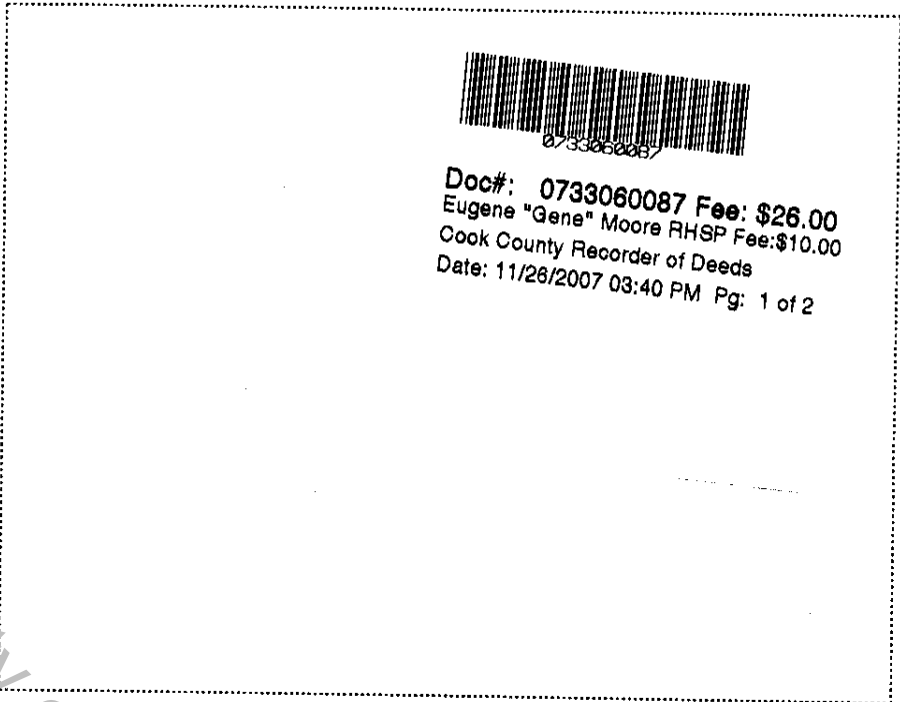 0733060087
Doc#: 0733060087 Fee: $26.00
Eugene "Gene" Moore RHSP Fee:$10.00
Cook County Recorder of Deeds
Date: 11/26/2007 03:40 PM Pg: 1 of 2